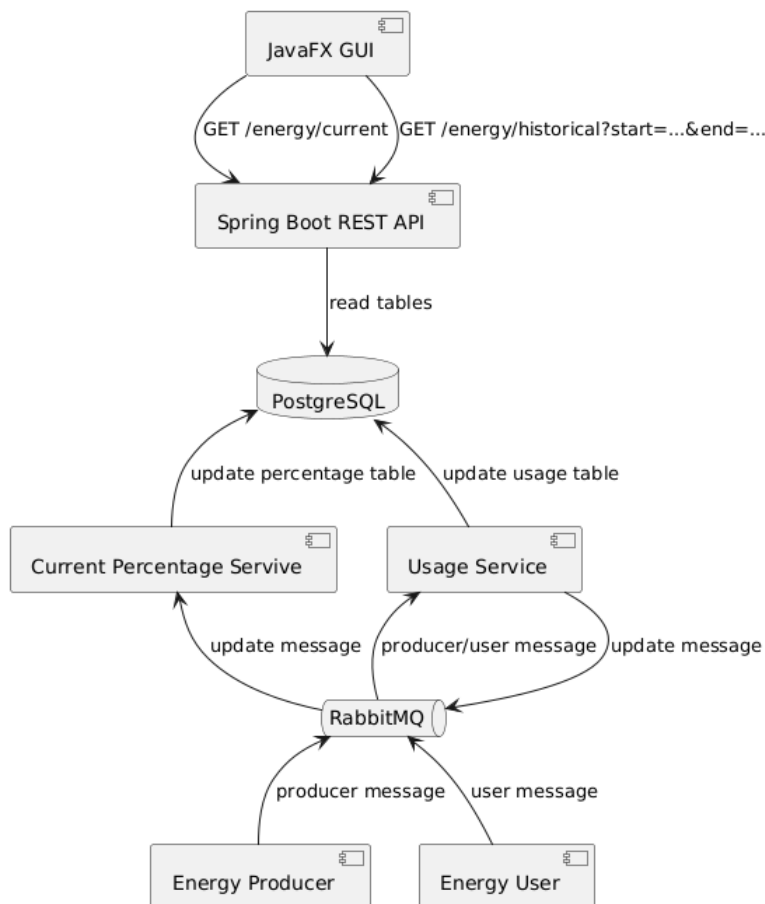 JavaFX GUI
GET /energy/current
GET /energy/historical?start=...&end=...
Spring Boot REST API
read tables
PostgreSQL
update percentage table
update usage table
Current Percentage Servive
Usage Service
update message
producer/user message
update message
RabbitMQ
producer message
user message
Energy Producer
Energy User